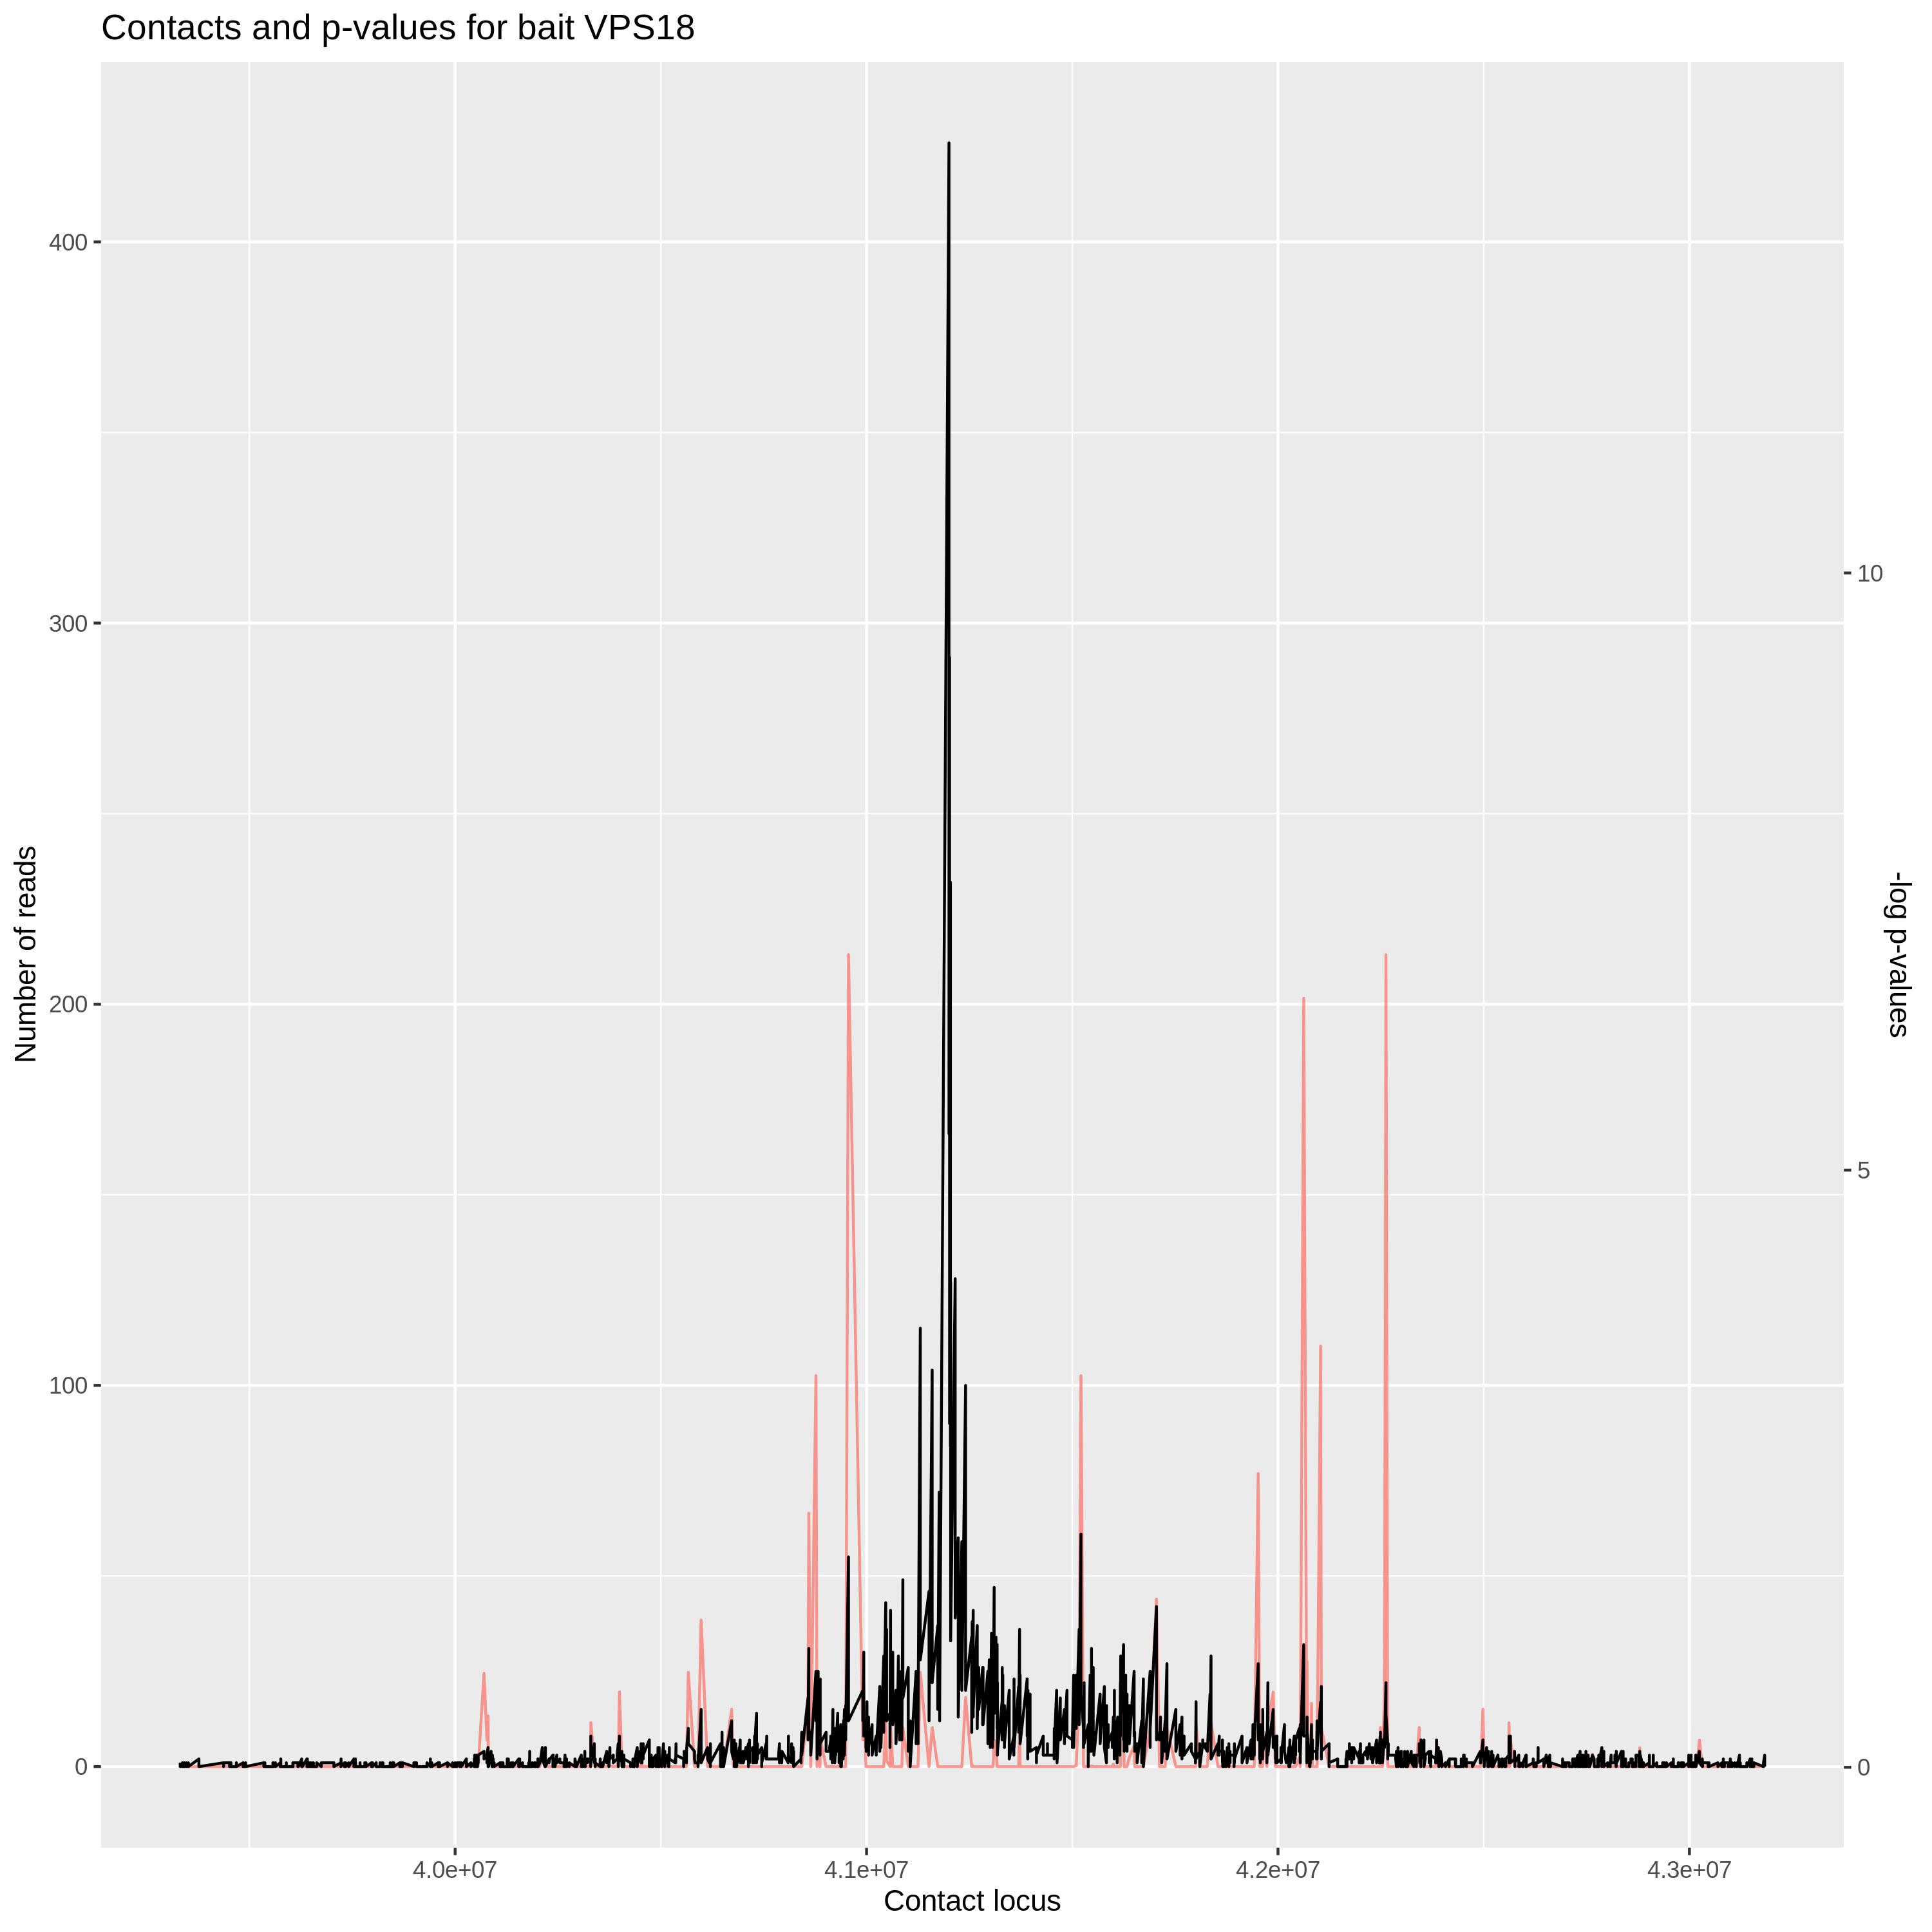 Contacts and p-values for bait VPS18
Number of reads
400
300
200
100
0
10
5
0
-log p-values
4.0e+07
4.1e+07
4.2e+07
4.3e+07
Contact locus